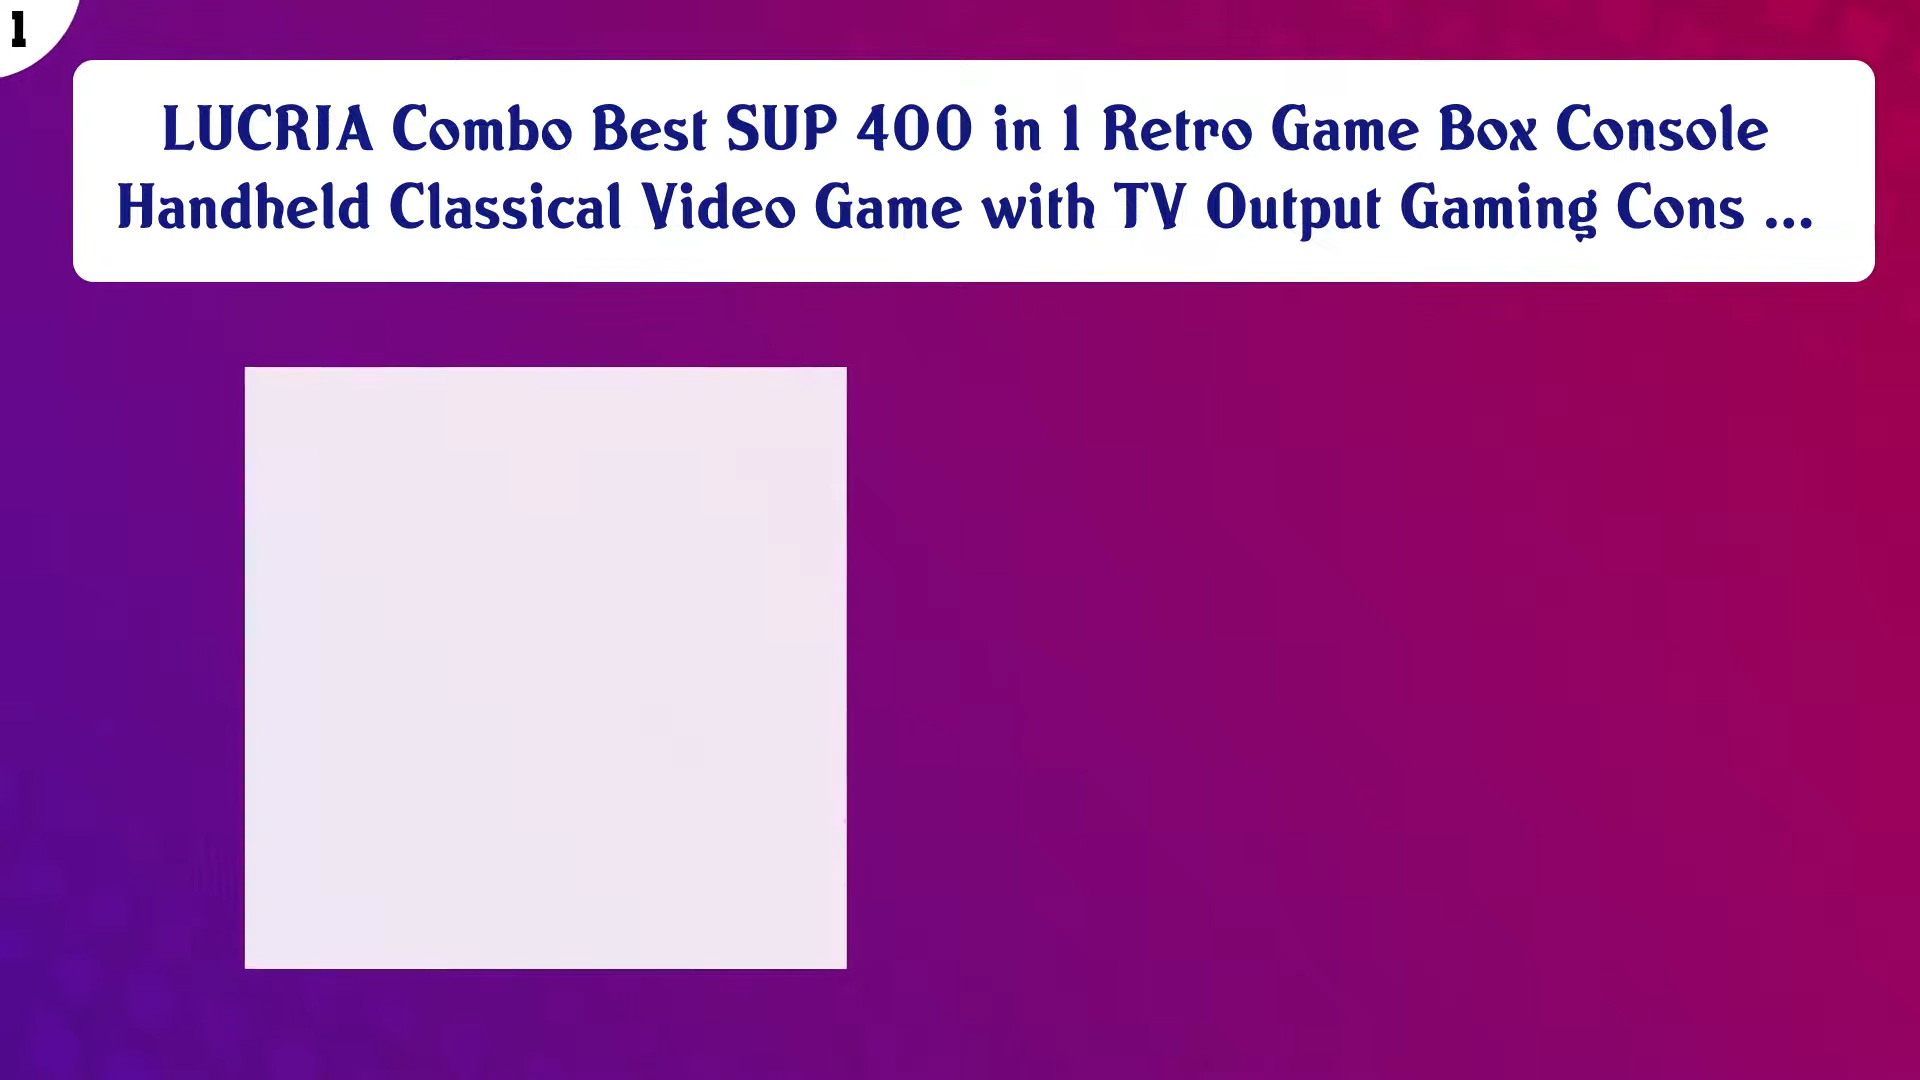 1
LUCRIA Combo Best SUP 400 in 1 Retro Game Box Console
Handheld Classical Video Game with TV Output Gaming Cons ...